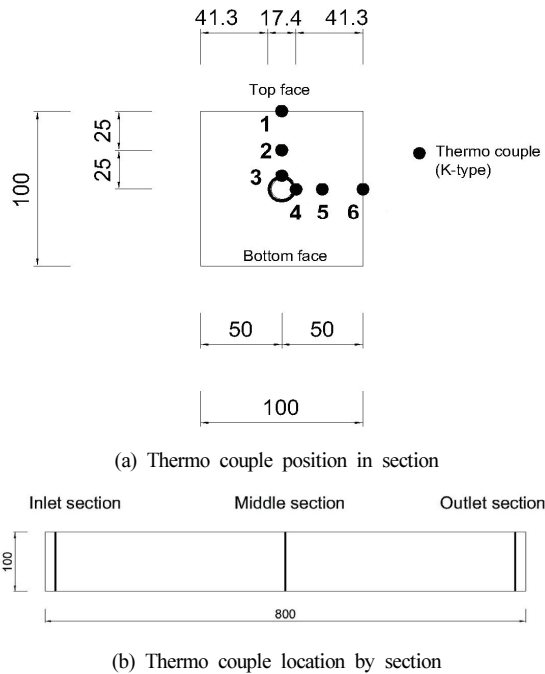 41.3 17.4 41.3
Top face
1
25
2
25
3
100
4 5 6
Bottom face
Thermo couple
(K-type)
50 50
100
(a) Thermo couple position in section
Inlet section Middle section Outlet section
100
800
(b) Thermo couple location by section